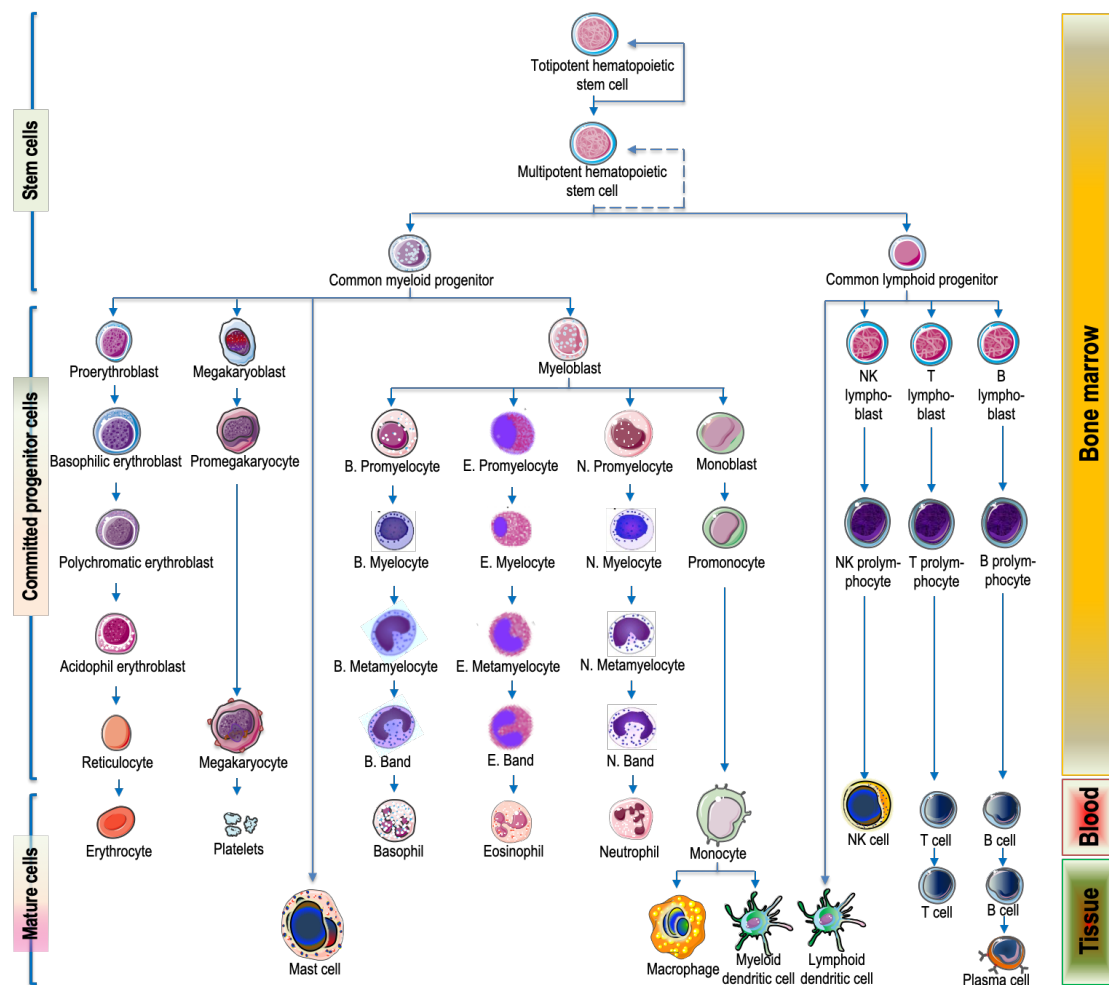 Totipotent hematopoietic
stem cell
Multipotent hematopoietic
stem cell
Stem cells
Common myeloid progenitor
Common lymphoid progenitor
Proerythroblast
Megakaryoblast
Myeloblast
NK
lympho-
blast
T
lympho-
blast
B
lympho-
blast
Basophilic erythroblast
Promegakaryocyte
B. Promyelocyte
E. Promyelocyte
N. Promyelocyte
Monoblast
Committed progenitor cells
Polychromatic erythroblast
B. Myelocyte
E. Myelocyte
N. Myelocyte
Promonocyte
NK prolym-
phocyte
T prolym-
phocyte
B prolym-
phocyte
Acidophil erythroblast
B. Metamyelocyte
E. Metamyelocyte
N. Metamyelocyte
Reticulocyte
Megakaryocyte
B. Band
E. Band
N. Band
Bone marrow
Mature cells
Erythrocyte
Platelets
Basophil
Eosinophil
Neutrophil
Monocyte
NK cell
T cell
B cell
Blood
T cell
B cell
Mast cell
Macrophage
Myeloid
dendritic cell
Lymphoid
dendritic cell
Plasma cell
Tissue